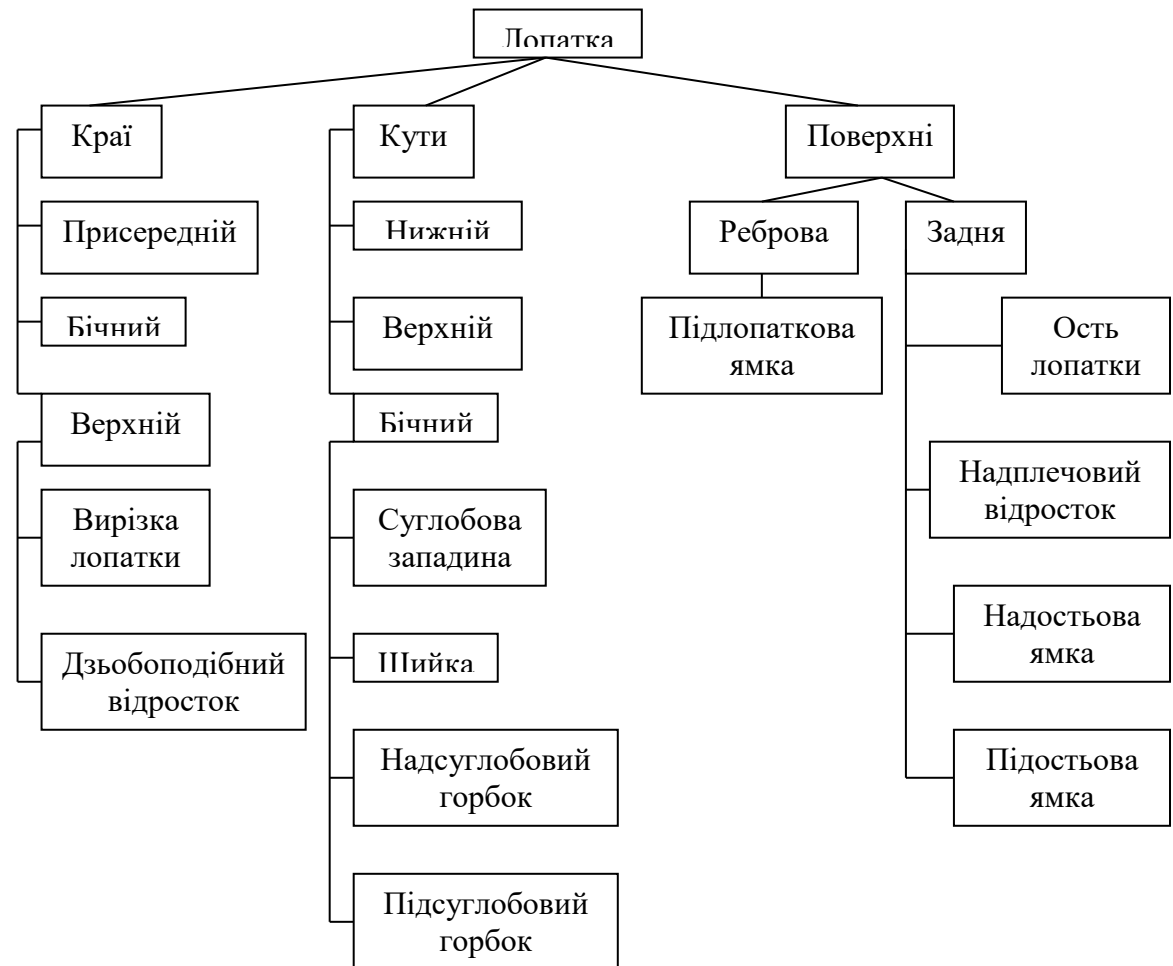 Лопатка
Краї
Кути
Поверхні
Присередній
Нижній
Реброва
Задня
Бічний
Верхній
Підлопаткова
ямка
Ость
лопатки
Верхній
Бічний
Надплечовий
відросток
Вирізка
лопатки
Суглобова
западина
Надостьова
ямка
Дзьобоподібний
відросток
Шийка
Надсуглобовий
горбок
Підостьова
ямка
Підсуглобовий
горбок